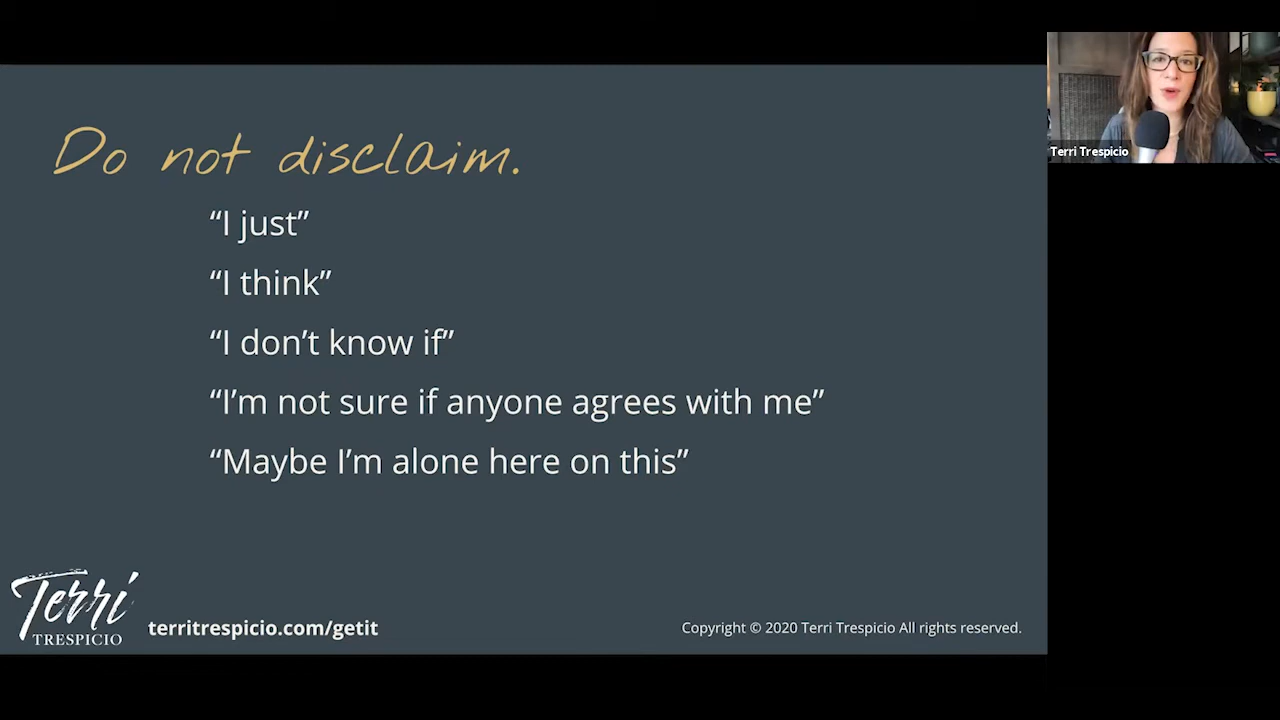 Do not disclaim.
“I just”
“I think”
“I don’t know if”
“I’m not sure if anyone agrees with me”
“Maybe I’m alone here on this”
Terri
TRESPICIO
territrespicio.com/getit
Copyright © 2020 Terri Trespicio All rights reserved.
Terri Trespicio